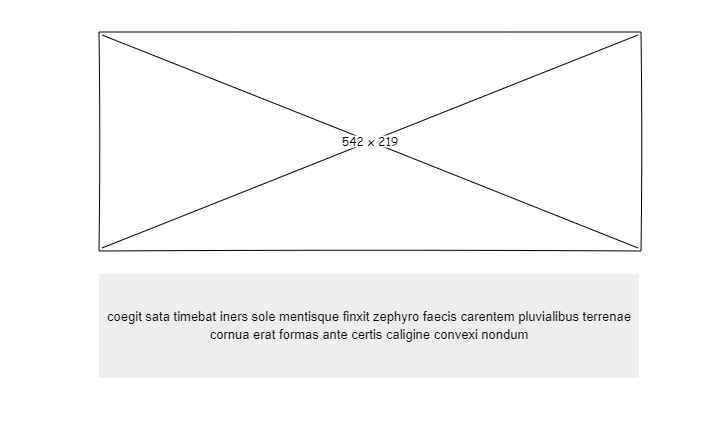 542 x 219
coegit sata timebat iners sole mentisque finxit zephyro faecis carentem pluvialibus terrenae
cornua erat formas ante certis caligine convexi nondum